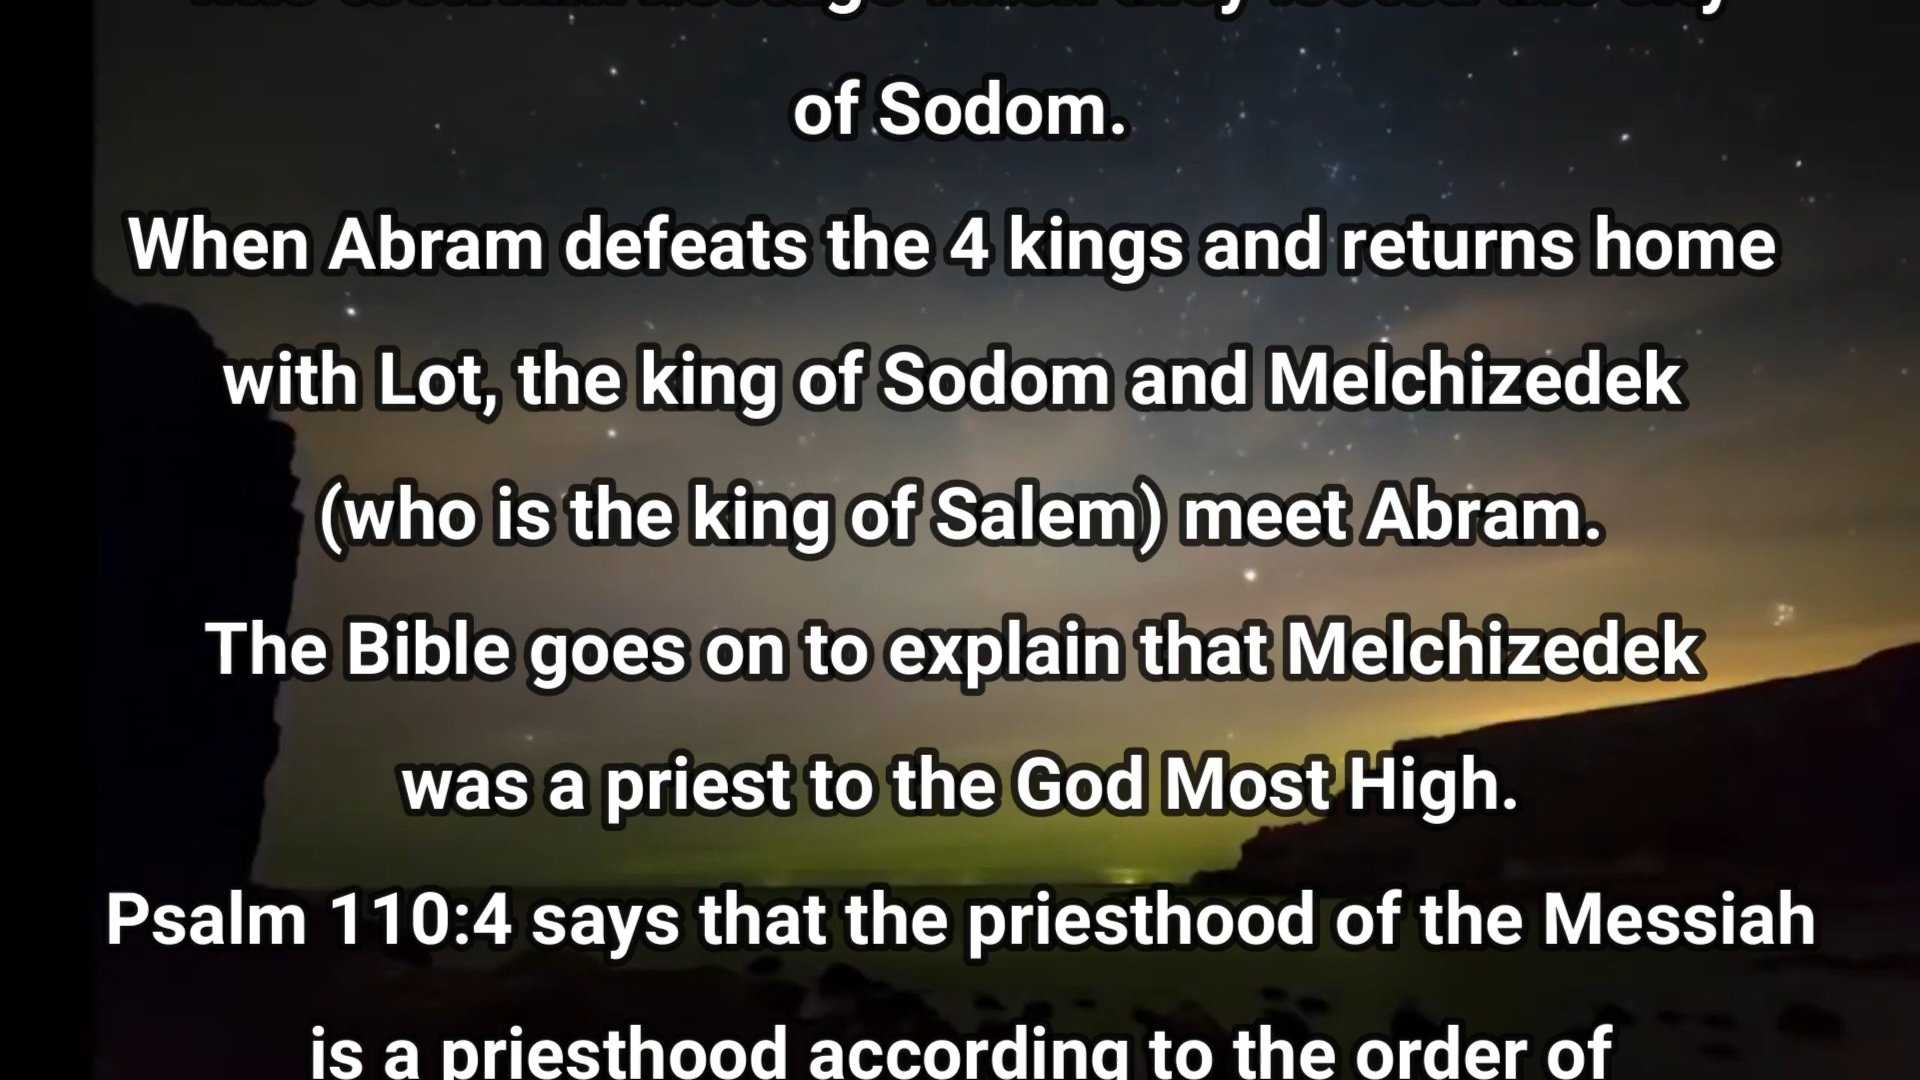 of Sodom.
When Abram defeats the 4 kings and returns home
with Lot, the king of Sodom and Melchizedek
(who is the king of Salem) meet Abram.
The Bible goes on to explain that Melchizedek
was a priest to the God Most High.
Psalm 110:4 says that the priesthood of the Messiah
is a priesthood according to the order of